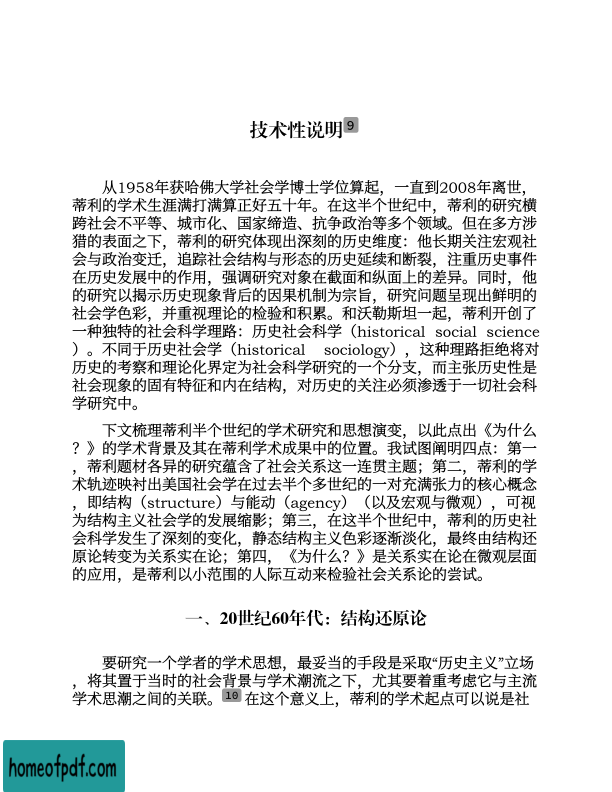 技术性说明9
从1958年获哈佛大学社会学博士学位算起，一直到2008年离世，
蒂利的学术生涯满打满算正好五十年。在这半个世纪中，蒂利的研究横
跨社会不平等、城市化、国家缔造、抗争政治等多个领域。但在多方涉
猎的表面之下，蒂利的研究体现出深刻的历史维度：他长期关注宏观社
会与政治变迁，追踪社会结构与形态的历史延续和断裂，注重历史事件
在历史发展中的作用，强调研究对象在截面和纵面上的差异。同时，他
的研究以揭示历史现象背后的因果机制为宗旨，研究问题呈现出鲜明的
社会学色彩，并重视理论的检验和积累。和沃勒斯坦一起，蒂利开创了
一种独特的社会科学理路：历史社会科学（historical social science
）。不同于历史社会学（historical sociology），这种理路拒绝将对
历史的考察和理论化界定为社会科学研究的一个分支，而主张历史性是
社会现象的固有特征和内在结构，对历史的关注必须渗透于一切社会科
学研究中。
下文梳理蒂利半个世纪的学术研究和思想演变，以此点出《为什么
？》的学术背景及其在蒂利学术成果中的位置。我试图阐明四点：第一
，蒂利题材各异的研究蕴含了社会关系这一连贯主题；第二，蒂利的学
术轨迹映衬出美国社会学在过去半个多世纪的一对充满张力的核心概念
，即结构（structure）与能动（agency）（以及宏观与微观），可视
为结构主义社会学的发展缩影；第三，在这半个世纪中，蒂利的历史社
会科学发生了深刻的变化，静态结构主义色彩逐渐淡化，最终由结构还
原论转变为关系实在论；第四，《为什么？》是关系实在论在微观层面
的应用，是蒂利以小范围的人际互动来检验社会关系论的尝试。
一、20世纪60年代：结构还原论
要研究一个学者的学术思想，最妥当的手段是采取“历史主义”立场
，将其置于当时的社会背景与学术潮流之下，尤其要着重考虑它与主流
学术思潮之间的关联。10 在这个意义上，蒂利的学术起点可以说是社
homeofpdf.com